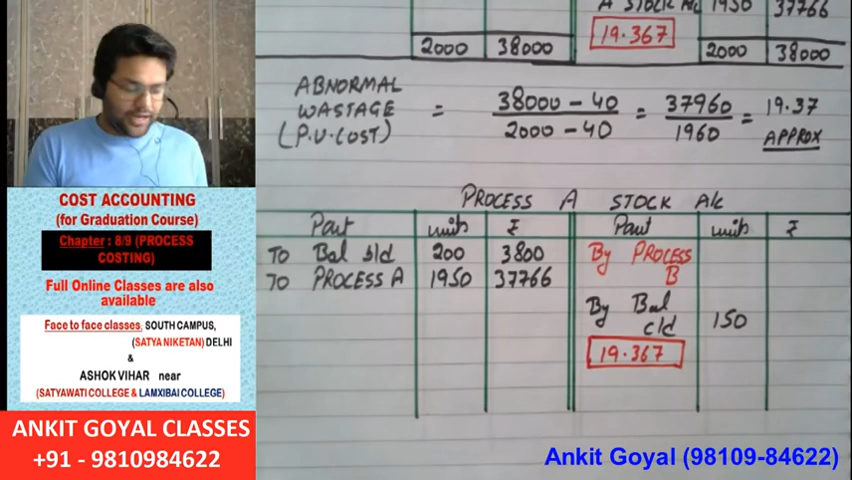 A STOCK A/c 1950 37766
19.367
2000 38000 2000 38000
ABNORMAL
WASTAGE = 38000 - 40 = 37960 = 19.37
2000 - 40 1960 APPROX
(P.U. COST)
PROCESS A STOCK A/c
Part units ₹ Part units ₹
TO Bal b/d 200 3800 By PROCESS
B
TO PROCESS A 1950 37766
By Bal
c/d 150
19.367
COST ACCOUNTING
(for Graduation Course)
Chapter : 8/9 (PROCESS
COSTING)
Full Online Classes are also
available
Face to face classes, SOUTH CAMPUS,
(SATYA NIKETAN) DELHI
&
ASHOK VIHAR near
(SATYAWATI COLLEGE & LAMXIBAI COLLEGE)
ANKIT GOYAL CLASSES
+91 - 9810984622
Ankit Goyal (98109-84622)